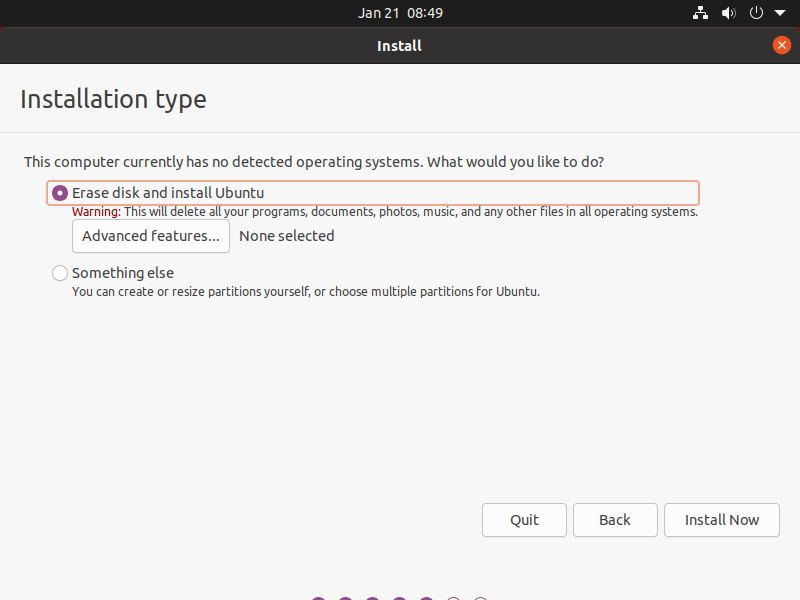 Jan 21  08:49
Install
Installation type
This computer currently has no detected operating systems. What would you like to do?
Erase disk and install Ubuntu
Warning: This will delete all your programs, documents, photos, music, and any other files in all operating systems.
Advanced features... None selected
Something else
You can create or resize partitions yourself, or choose multiple partitions for Ubuntu.
Quit Back Install Now